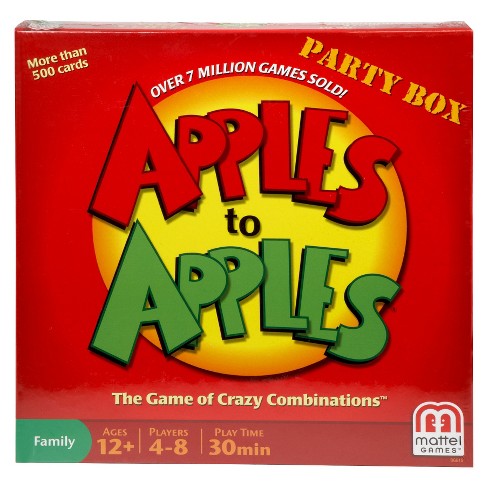 More than
500 cards
OVER 7 MILLION GAMES SOLD!
PARTY BOX
APPLES
to
APPLES
The Game of Crazy Combinations™
Family
AGES
12+
PLAYERS
4-8
PLAY TIME
30min
mattel
GAMES™